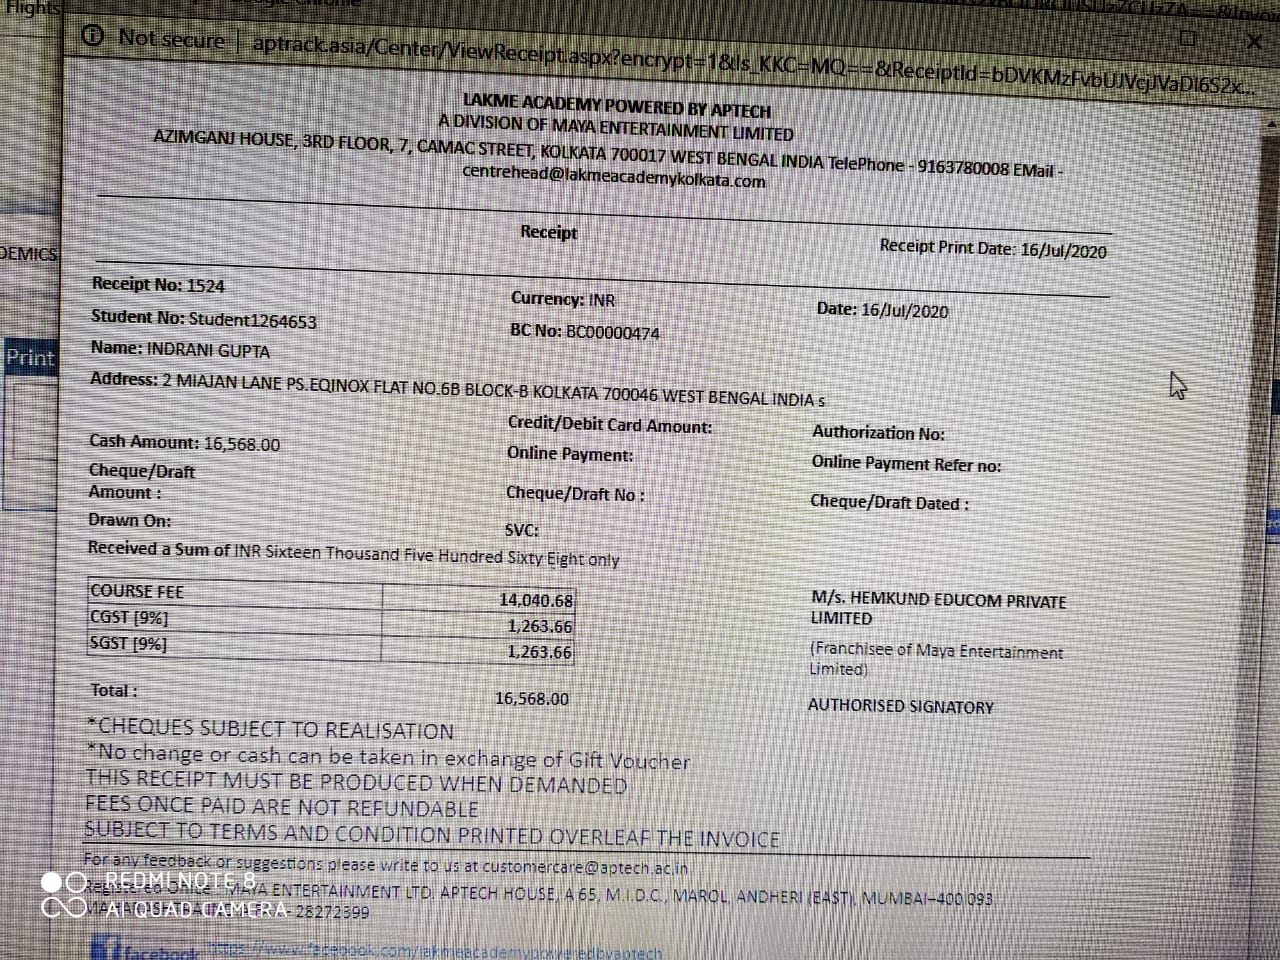 Flights
Not secure | aptrack.asia/Center/ViewReceipt.aspx?encrypt=1&Is_KKC=MQ==&ReceiptId=bDVKMzFvbUJVcjJVaDI6S2x...
LAKME ACADEMY POWERED BY APTECH
A DIVISION OF MAYA ENTERTAINMENT LIMITED
AZIMGANJ HOUSE, 3RD FLOOR, 7, CAMAC STREET, KOLKATA 700017 WEST BENGAL INDIA TelePhone - 9163780008 EMail -
centrehead@lakmeacademykolkata.com
Receipt
Receipt Print Date: 16/Jul/2020
DEMICS
Receipt No: 1524 Currency: INR Date: 16/Jul/2020
Student No: Student1264653 BC No: BC00000474
Print
Name: INDRANI GUPTA
Address: 2 MIAJAN LANE PS.EQINOX FLAT NO.6B BLOCK-B KOLKATA 700046 WEST BENGAL INDIA s
Credit/Debit Card Amount: Authorization No:
Cash Amount: 16,568.00 Online Payment: Online Payment Refer no:
Cheque/Draft
Amount : Cheque/Draft No : Cheque/Draft Dated :
Drawn On: SVC:
Received a Sum of INR Sixteen Thousand Five Hundred Sixty Eight only
COURSE FEE 14,040.68
CGST [9%] 1,263.66
SGST [9%] 1,263.66
Total : 16,568.00
M/s. HEMKUND EDUCOM PRIVATE
LIMITED
(Franchisee of Maya Entertainment
Limited)
AUTHORISED SIGNATORY
*CHEQUES SUBJECT TO REALISATION
*No change or cash can be taken in exchange of Gift Voucher
THIS RECEIPT MUST BE PRODUCED WHEN DEMANDED
FEES ONCE PAID ARE NOT REFUNDABLE
SUBJECT TO TERMS AND CONDITION PRINTED OVERLEAF THE INVOICE
For any feedback or suggestions please write to us at customercare@aptech.ac.in
Registered Office : MAYA ENTERTAINMENT LTD. APTECH HOUSE, A 65, M.I.D.C., MAROL, ANDHERI (EAST), MUMBAI–400 093
28272399
REDMI NOTE 8
AI QUAD CAMERA
facebook https://www.facebook.com/lakmeacademypoweredbyaptech